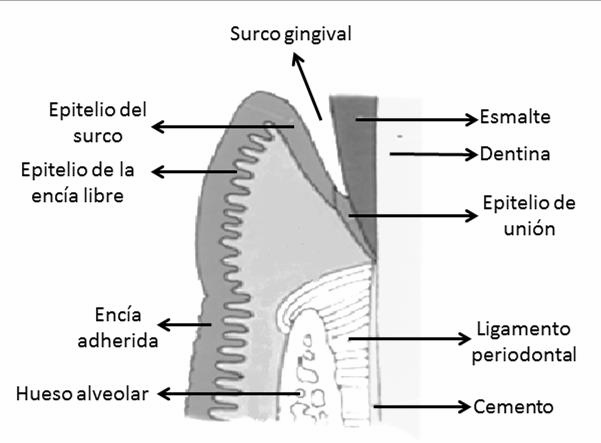 Surco gingival
Epitelio del
surco
Epitelio de la
encía libre
Encía
adherida
Hueso alveolar
Esmalte
Dentina
Epitelio de
unión
Ligamento
periodontal
Cemento